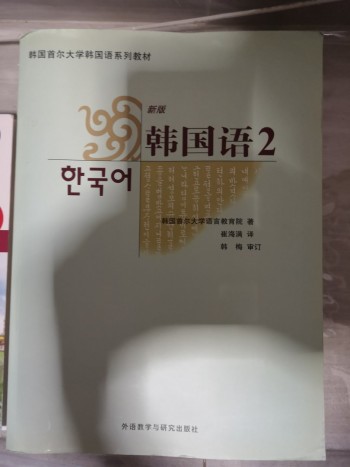 韩国首尔大学韩国语系列教材
新版
韩国语2
한국어
韩国首尔大学语言教育院 著
崔海满 译
韩 梅 审订
外语教学与研究出版社